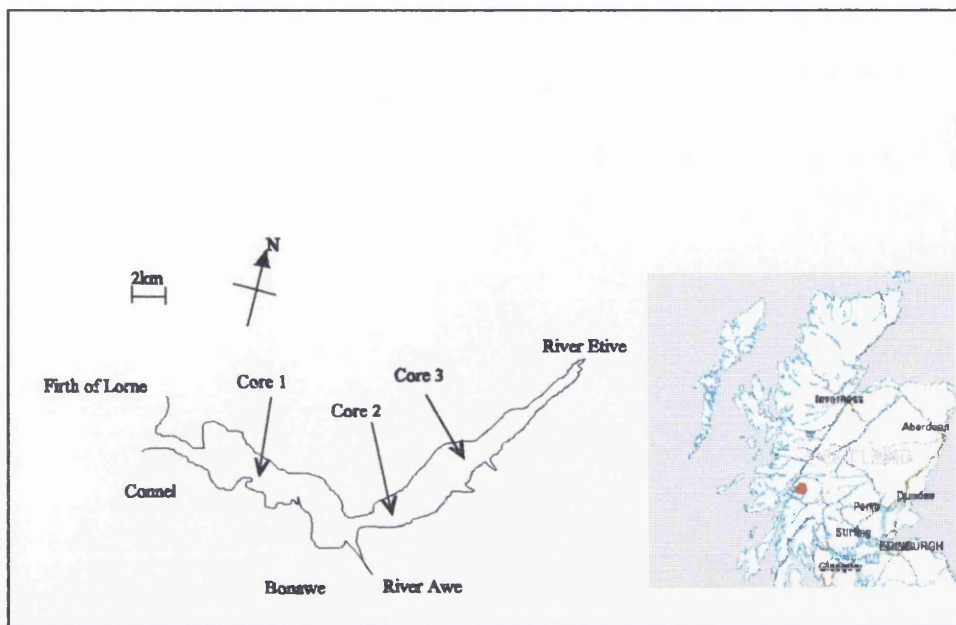 N
2km
River Etive
Core 3
Core 1
Firth of Lorne
Core 2
Connel
Bonawe
River Awe
Inverness
Aberdeen
Dundee
Perth
Stirling
EDINBURGH
Glasgow